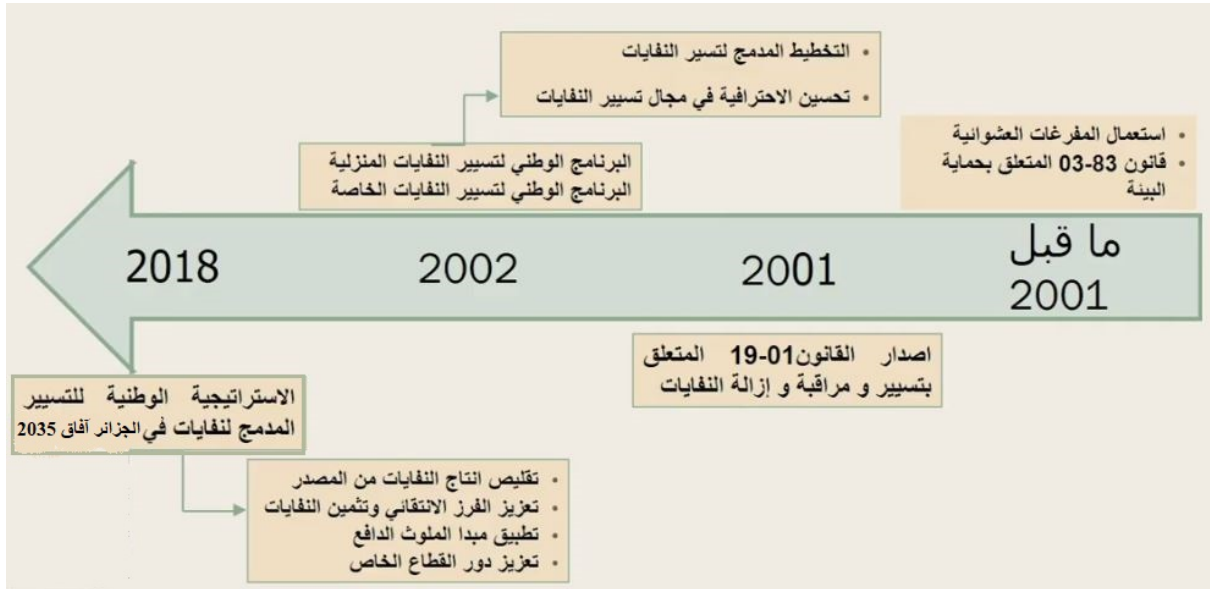 التخطيط المدمج لتسير النفايات
تحسين الاحترافية في مجال تسيير النفايات
استعمال المفرغات العشوائية
قانون 83-03 المتعلق بحماية
البيئة
البرنامج الوطني لتسيير النفايات المنزلية
البرنامج الوطني لتسيير النفايات الخاصة
ما قبل
2001
2001
2002
2018
اصدار القانون01-19 المتعلق
بتسيير و مراقبة و إزالة النفايات
الاستراتيجية الوطنية للتسيير
المدمج لنفايات في الجزائر آفاق 2035
تقليص انتاج النفايات من المصدر
تعزيز الفرز الانتقائي وتثمين النفايات
تطبيق مبدا الملوث الدافع
تعزيز دور القطاع الخاص